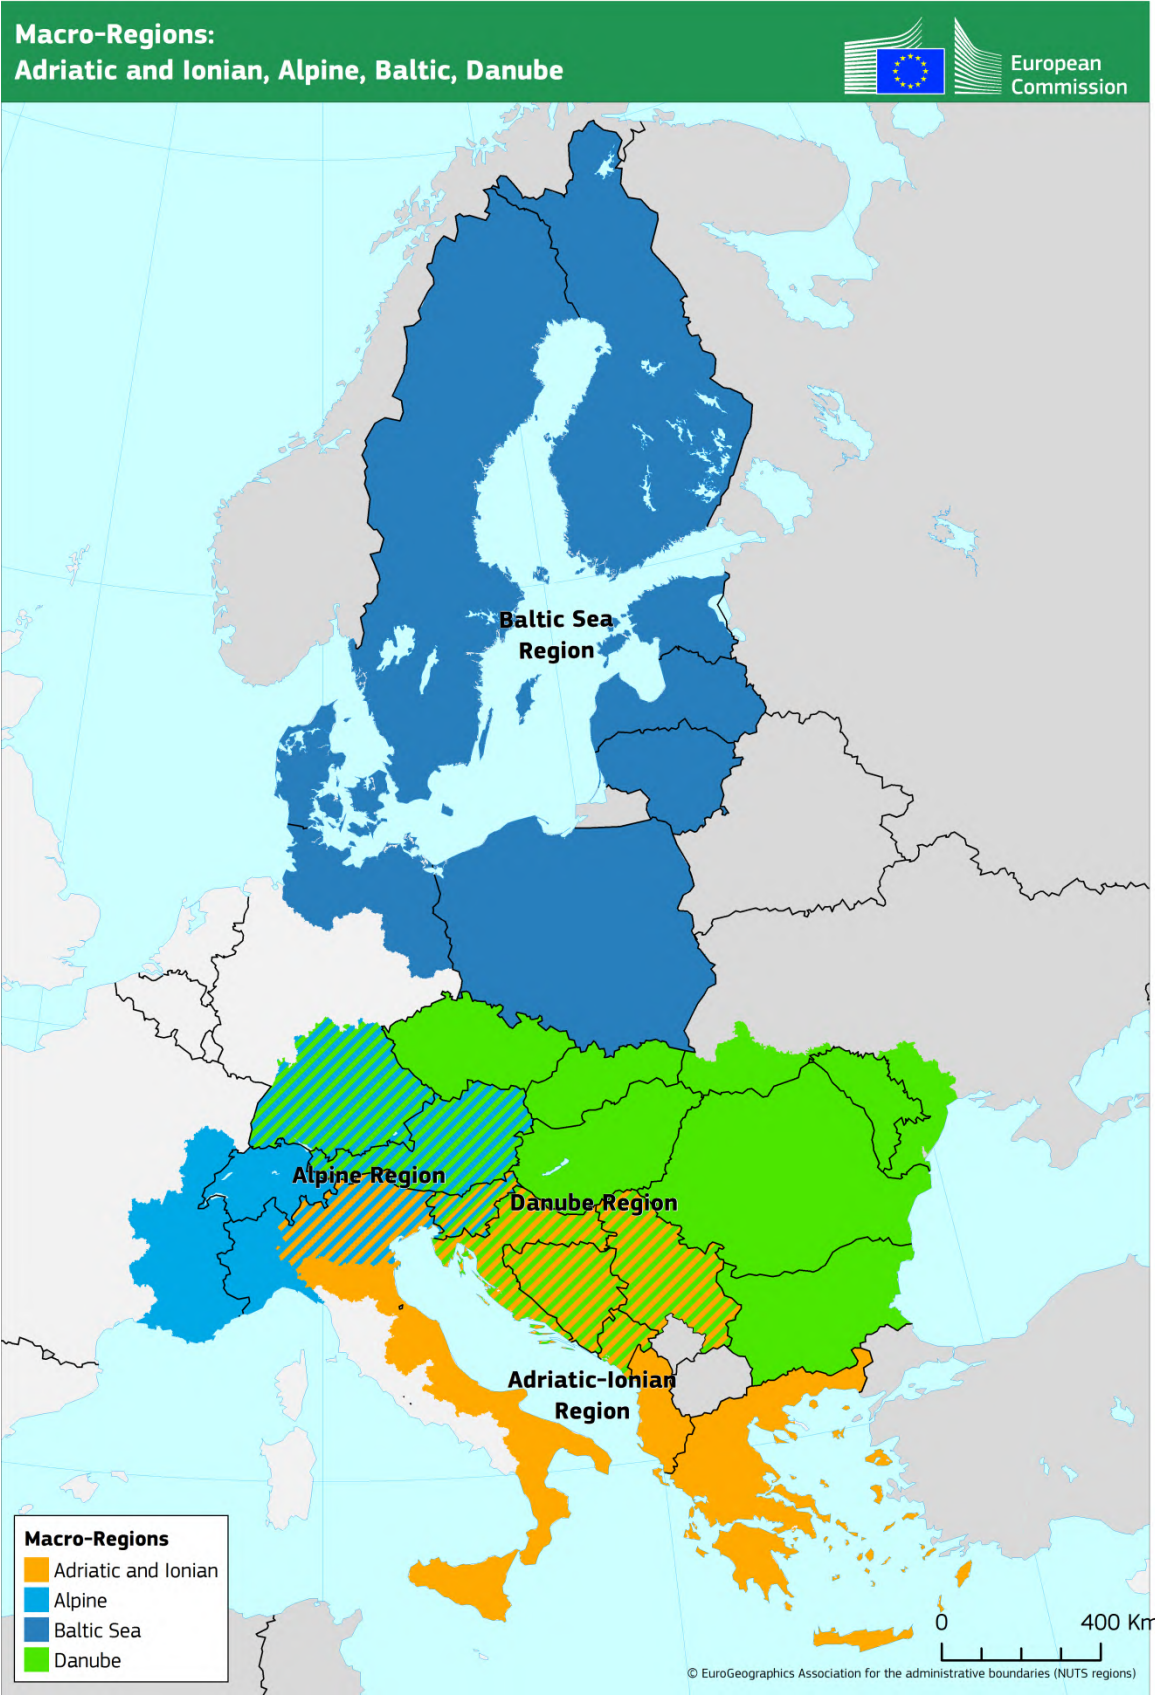 Macro-Regions:
Adriatic and Ionian, Alpine, Baltic, Danube
European
Commission
Baltic Sea
Region
Alpine Region
Danube Region
Adriatic-Ionian
Region
Macro-Regions
Adriatic and Ionian
Alpine
Baltic Sea
Danube
0 400 Km
© EuroGeographics Association for the administrative boundaries (NUTS regions)